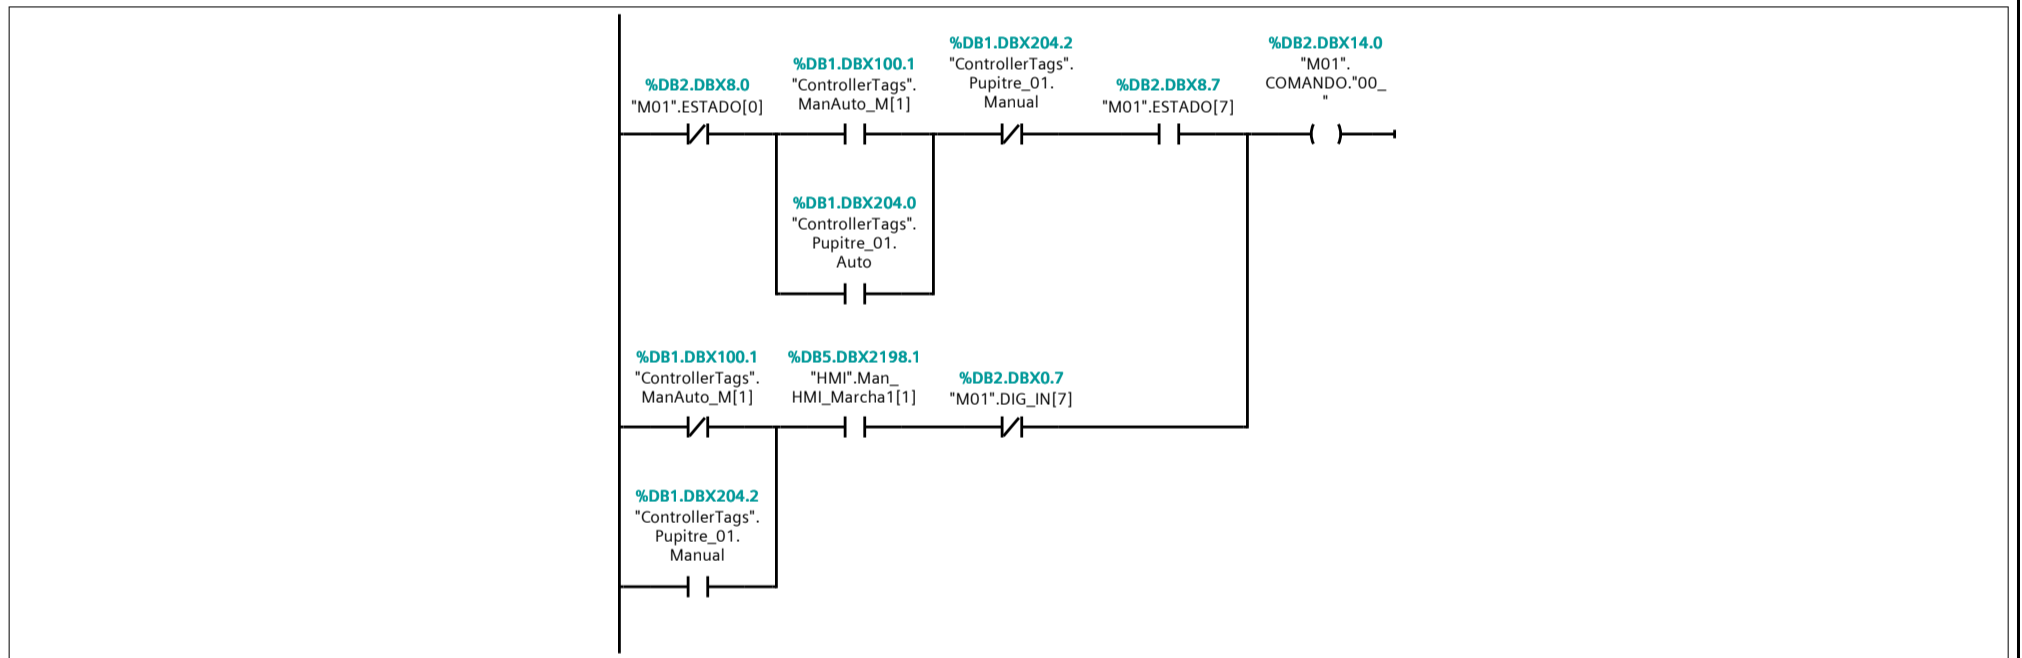 %DB2.DBX8.0
"M01".ESTADO[0]
%DB1.DBX100.1
"ControllerTags".
ManAuto_M[1]
%DB1.DBX204.2
"ControllerTags".
Pupitre_01.
Manual
%DB2.DBX8.7
"M01".ESTADO[7]
%DB2.DBX14.0
"M01".
COMANDO."00_
"
%DB1.DBX204.0
"ControllerTags".
Pupitre_01.
Auto
%DB1.DBX100.1
"ControllerTags".
ManAuto_M[1]
%DB5.DBX2198.1
"HMI".Man_
HMI_Marcha1[1]
%DB2.DBX0.7
"M01".DIG_IN[7]
%DB1.DBX204.2
"ControllerTags".
Pupitre_01.
Manual